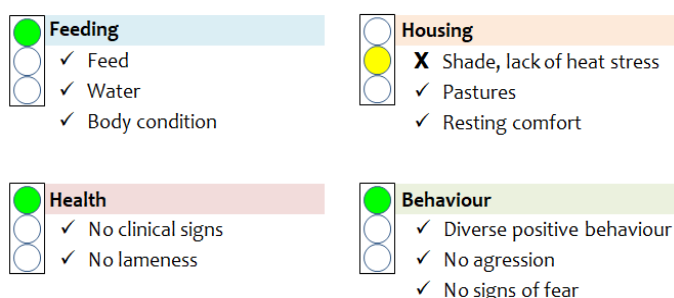 Feeding
✓ Feed
✓ Water
✓ Body condition
Housing
X Shade, lack of heat stress
✓ Pastures
✓ Resting comfort
Health
✓ No clinical signs
✓ No lameness
Behaviour
✓ Diverse positive behaviour
✓ No agression
✓ No signs of fear